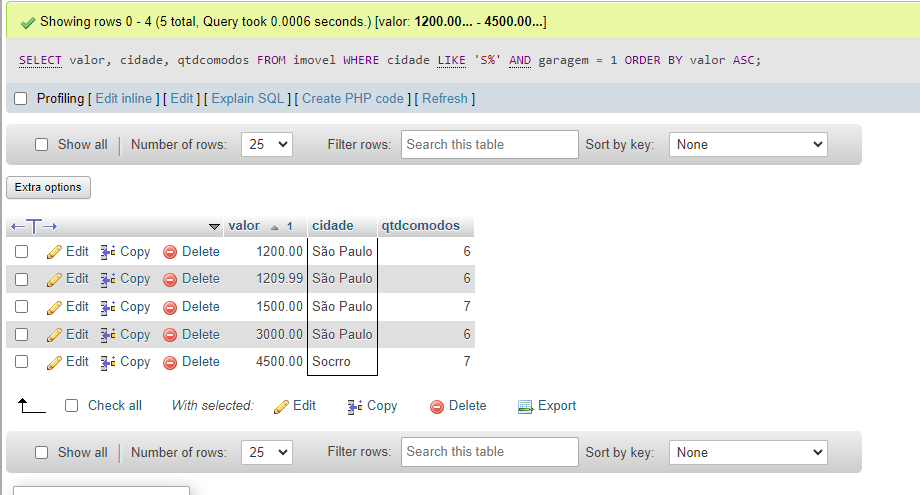 Showing rows 0 - 4 (5 total, Query took 0.0006 seconds.) [valor: 1200.00... - 4500.00...]
SELECT valor, cidade, qtdcomodos FROM imovel WHERE cidade LIKE 'S%' AND garagem = 1 ORDER BY valor ASC;
Profiling [ Edit inline ] [ Edit ] [ Explain SQL ] [ Create PHP code ] [ Refresh ]
Show all Number of rows: 25 Filter rows: Search this table Sort by key: None
Extra options
valor 1 cidade qtdcomodos
Edit Copy Delete 1200.00 São Paulo 6
Edit Copy Delete 1209.99 São Paulo 6
Edit Copy Delete 1500.00 São Paulo 7
Edit Copy Delete 3000.00 São Paulo 6
Edit Copy Delete 4500.00 Socrro 7
Check all With selected: Edit Copy Delete Export
Show all Number of rows: 25 Filter rows: Search this table Sort by key: None